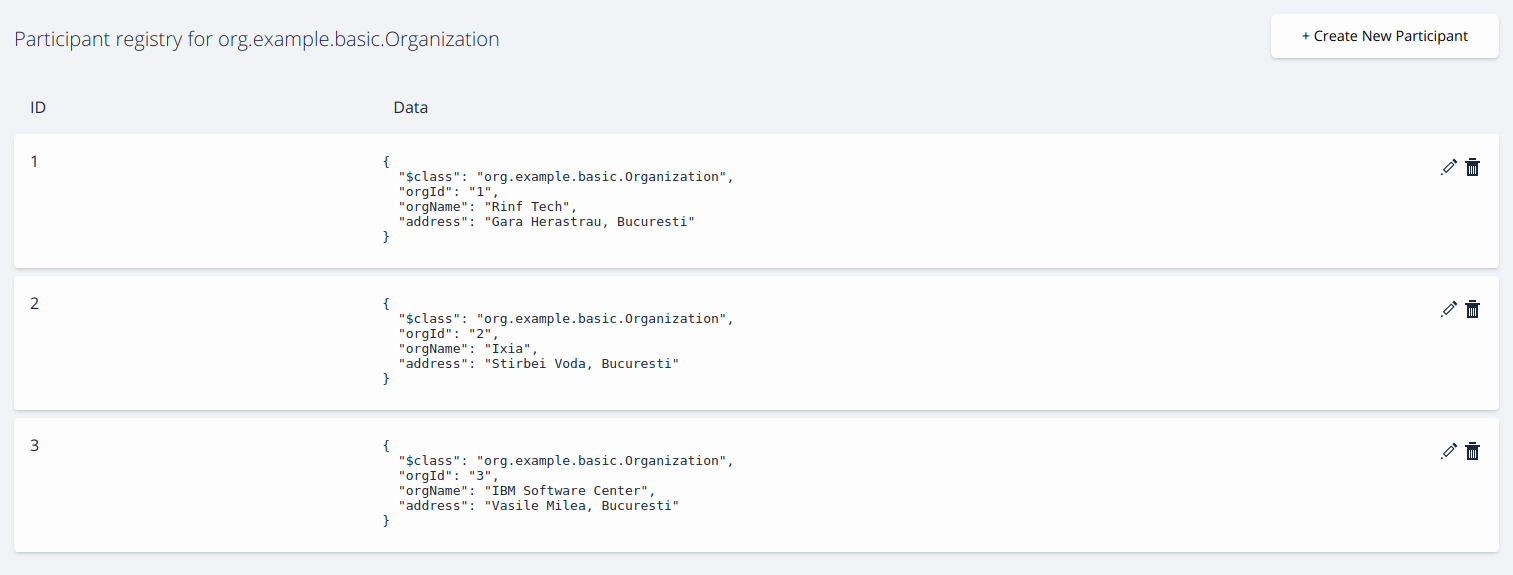 Participant registry for org.example.basic.Organization
+ Create New Participant
ID Data
1
{
"$class": "org.example.basic.Organization",
"orgId": "1",
"orgName": "Rinf Tech",
"address": "Gara Herastrau, Bucuresti"
}
2
{
"$class": "org.example.basic.Organization",
"orgId": "2",
"orgName": "Ixia",
"address": "Stirbei Voda, Bucuresti"
}
3
{
"$class": "org.example.basic.Organization",
"orgId": "3",
"orgName": "IBM Software Center",
"address": "Vasile Milea, Bucuresti"
}